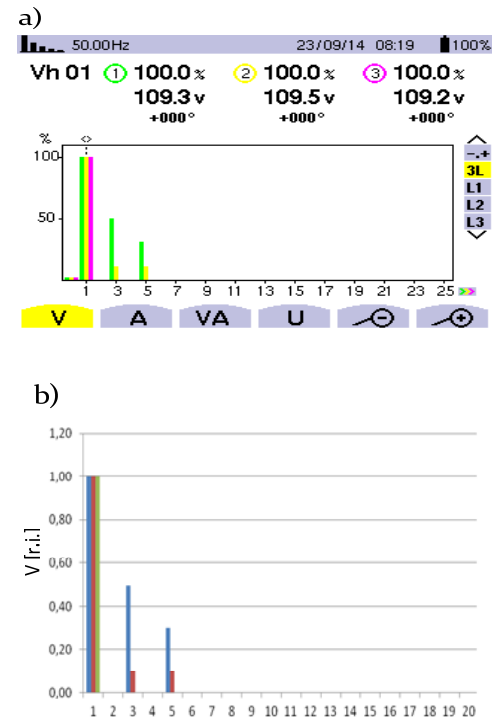 a)
50.00Hz 23/09/14 08:19 100%
Vh 01 1 100.0 % 2 100.0 % 3 100.0 %
109.3 v 109.5 v 109.2 v
+000° +000° +000°
% <>
100
50
-.+
3L
L1
L2
L3
1 3 5 7 9 11 13 15 17 19 21 23 25 >>
V A VA U
b)
1,20
1,00
0,80
0,60
0,40
0,20
0,00
V [r.i.]
1 2 3 4 5 6 7 8 9 10 11 12 13 14 15 16 17 18 19 20